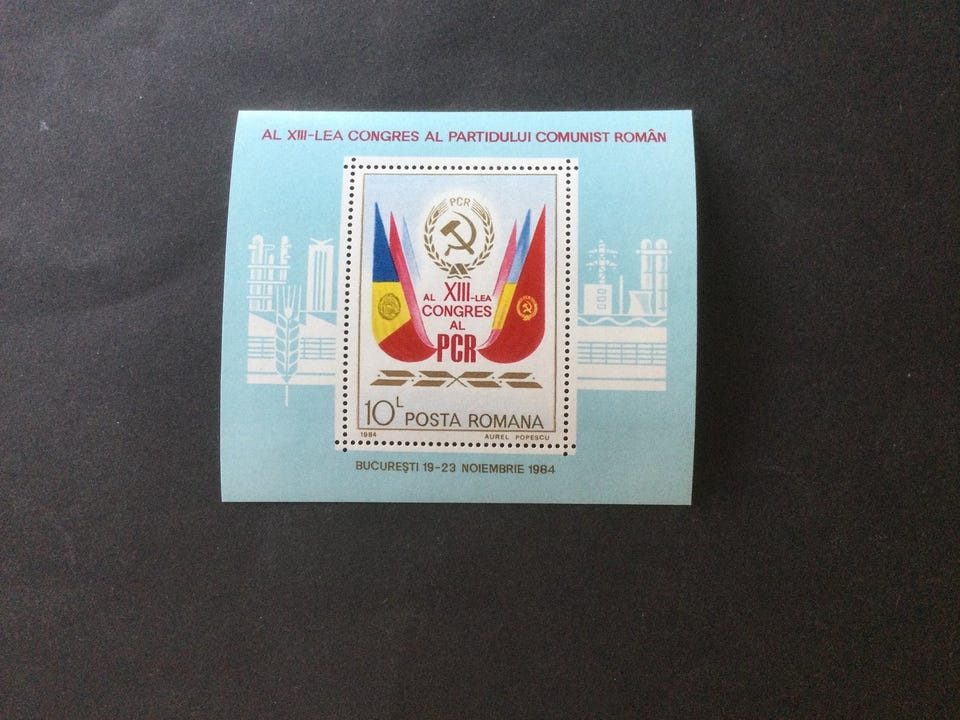 AL XIII-LEA CONGRES AL PARTIDULUI COMUNIST ROMÂN
PCR
AL XIII-LEA
CONGRES
AL
PCR
10L POSTA ROMANA
1984 AUREL POPESCU
BUCUREŞTI 19-23 NOIEMBRIE 1984